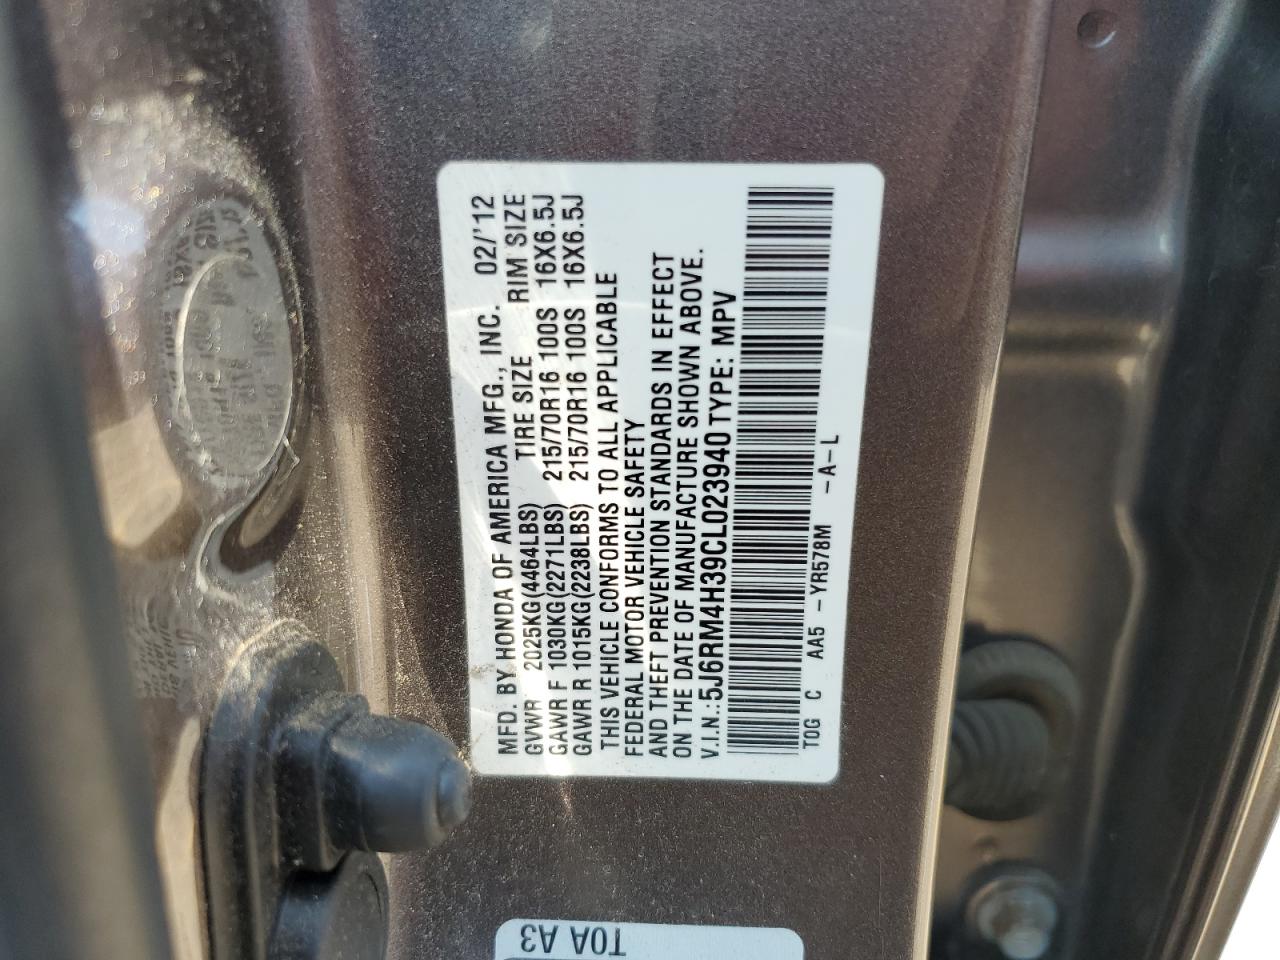 MFD. BY HONDA OF AMERICA MFG., INC. 02/'12
GVWR 2025KG(4464LBS) TIRE SIZE RIM SIZE
GAWR F 1030KG(2271LBS) 215/70R16 100S 16X6.5J
GAWR R 1015KG(2238LBS) 215/70R16 100S 16X6.5J
THIS VEHICLE CONFORMS TO ALL APPLICABLE
FEDERAL MOTOR VEHICLE SAFETY
AND THEFT PREVENTION STANDARDS IN EFFECT
ON THE DATE OF MANUFACTURE SHOWN ABOVE.
V.I.N.: 5J6RM4H39CL023940 TYPE: MPV
T0G C AA5 - YR578M -A-L
T0A A3